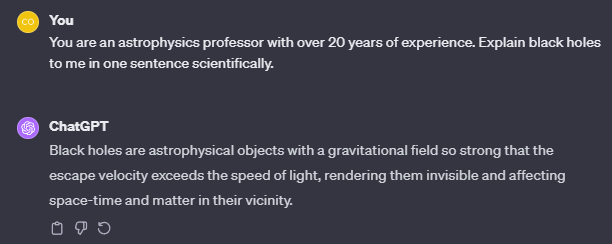 CO
You
You are an astrophysics professor with over 20 years of experience. Explain black holes
to me in one sentence scientifically.
ChatGPT
Black holes are astrophysical objects with a gravitational field so strong that the
escape velocity exceeds the speed of light, rendering them invisible and affecting
space-time and matter in their vicinity.